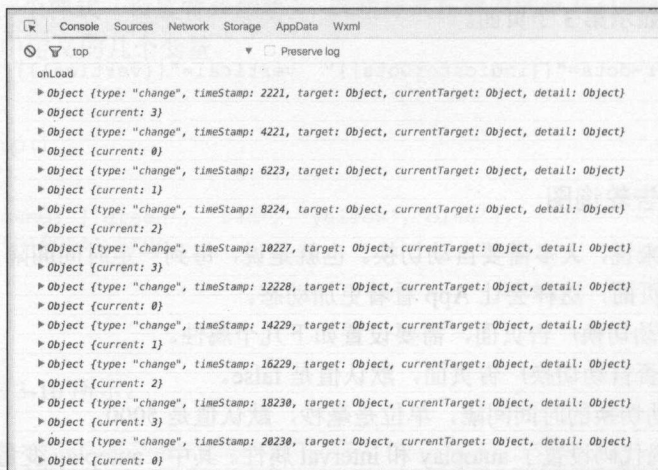 Console Sources Network Storage AppData Wxml
top ▼ Preserve log
onLoad
▶ Object {type: "change", timeStamp: 2221, target: Object, currentTarget: Object, detail: Object}
▶ Object {current: 3}
▶ Object {type: "change", timeStamp: 4221, target: Object, currentTarget: Object, detail: Object}
▶ Object {current: 0}
▶ Object {type: "change", timeStamp: 6223, target: Object, currentTarget: Object, detail: Object}
▶ Object {current: 1}
▶ Object {type: "change", timeStamp: 8224, target: Object, currentTarget: Object, detail: Object}
▶ Object {current: 2}
▶ Object {type: "change", timeStamp: 10227, target: Object, currentTarget: Object, detail: Object}
▶ Object {current: 3}
▶ Object {type: "change", timeStamp: 12228, target: Object, currentTarget: Object, detail: Object}
▶ Object {current: 0}
▶ Object {type: "change", timeStamp: 14229, target: Object, currentTarget: Object, detail: Object}
▶ Object {current: 1}
▶ Object {type: "change", timeStamp: 16229, target: Object, currentTarget: Object, detail: Object}
▶ Object {current: 2}
▶ Object {type: "change", timeStamp: 18230, target: Object, currentTarget: Object, detail: Object}
▶ Object {current: 3}
▶ Object {type: "change", timeStamp: 20230, target: Object, currentTarget: Object, detail: Object}
▶ Object {current: 0}